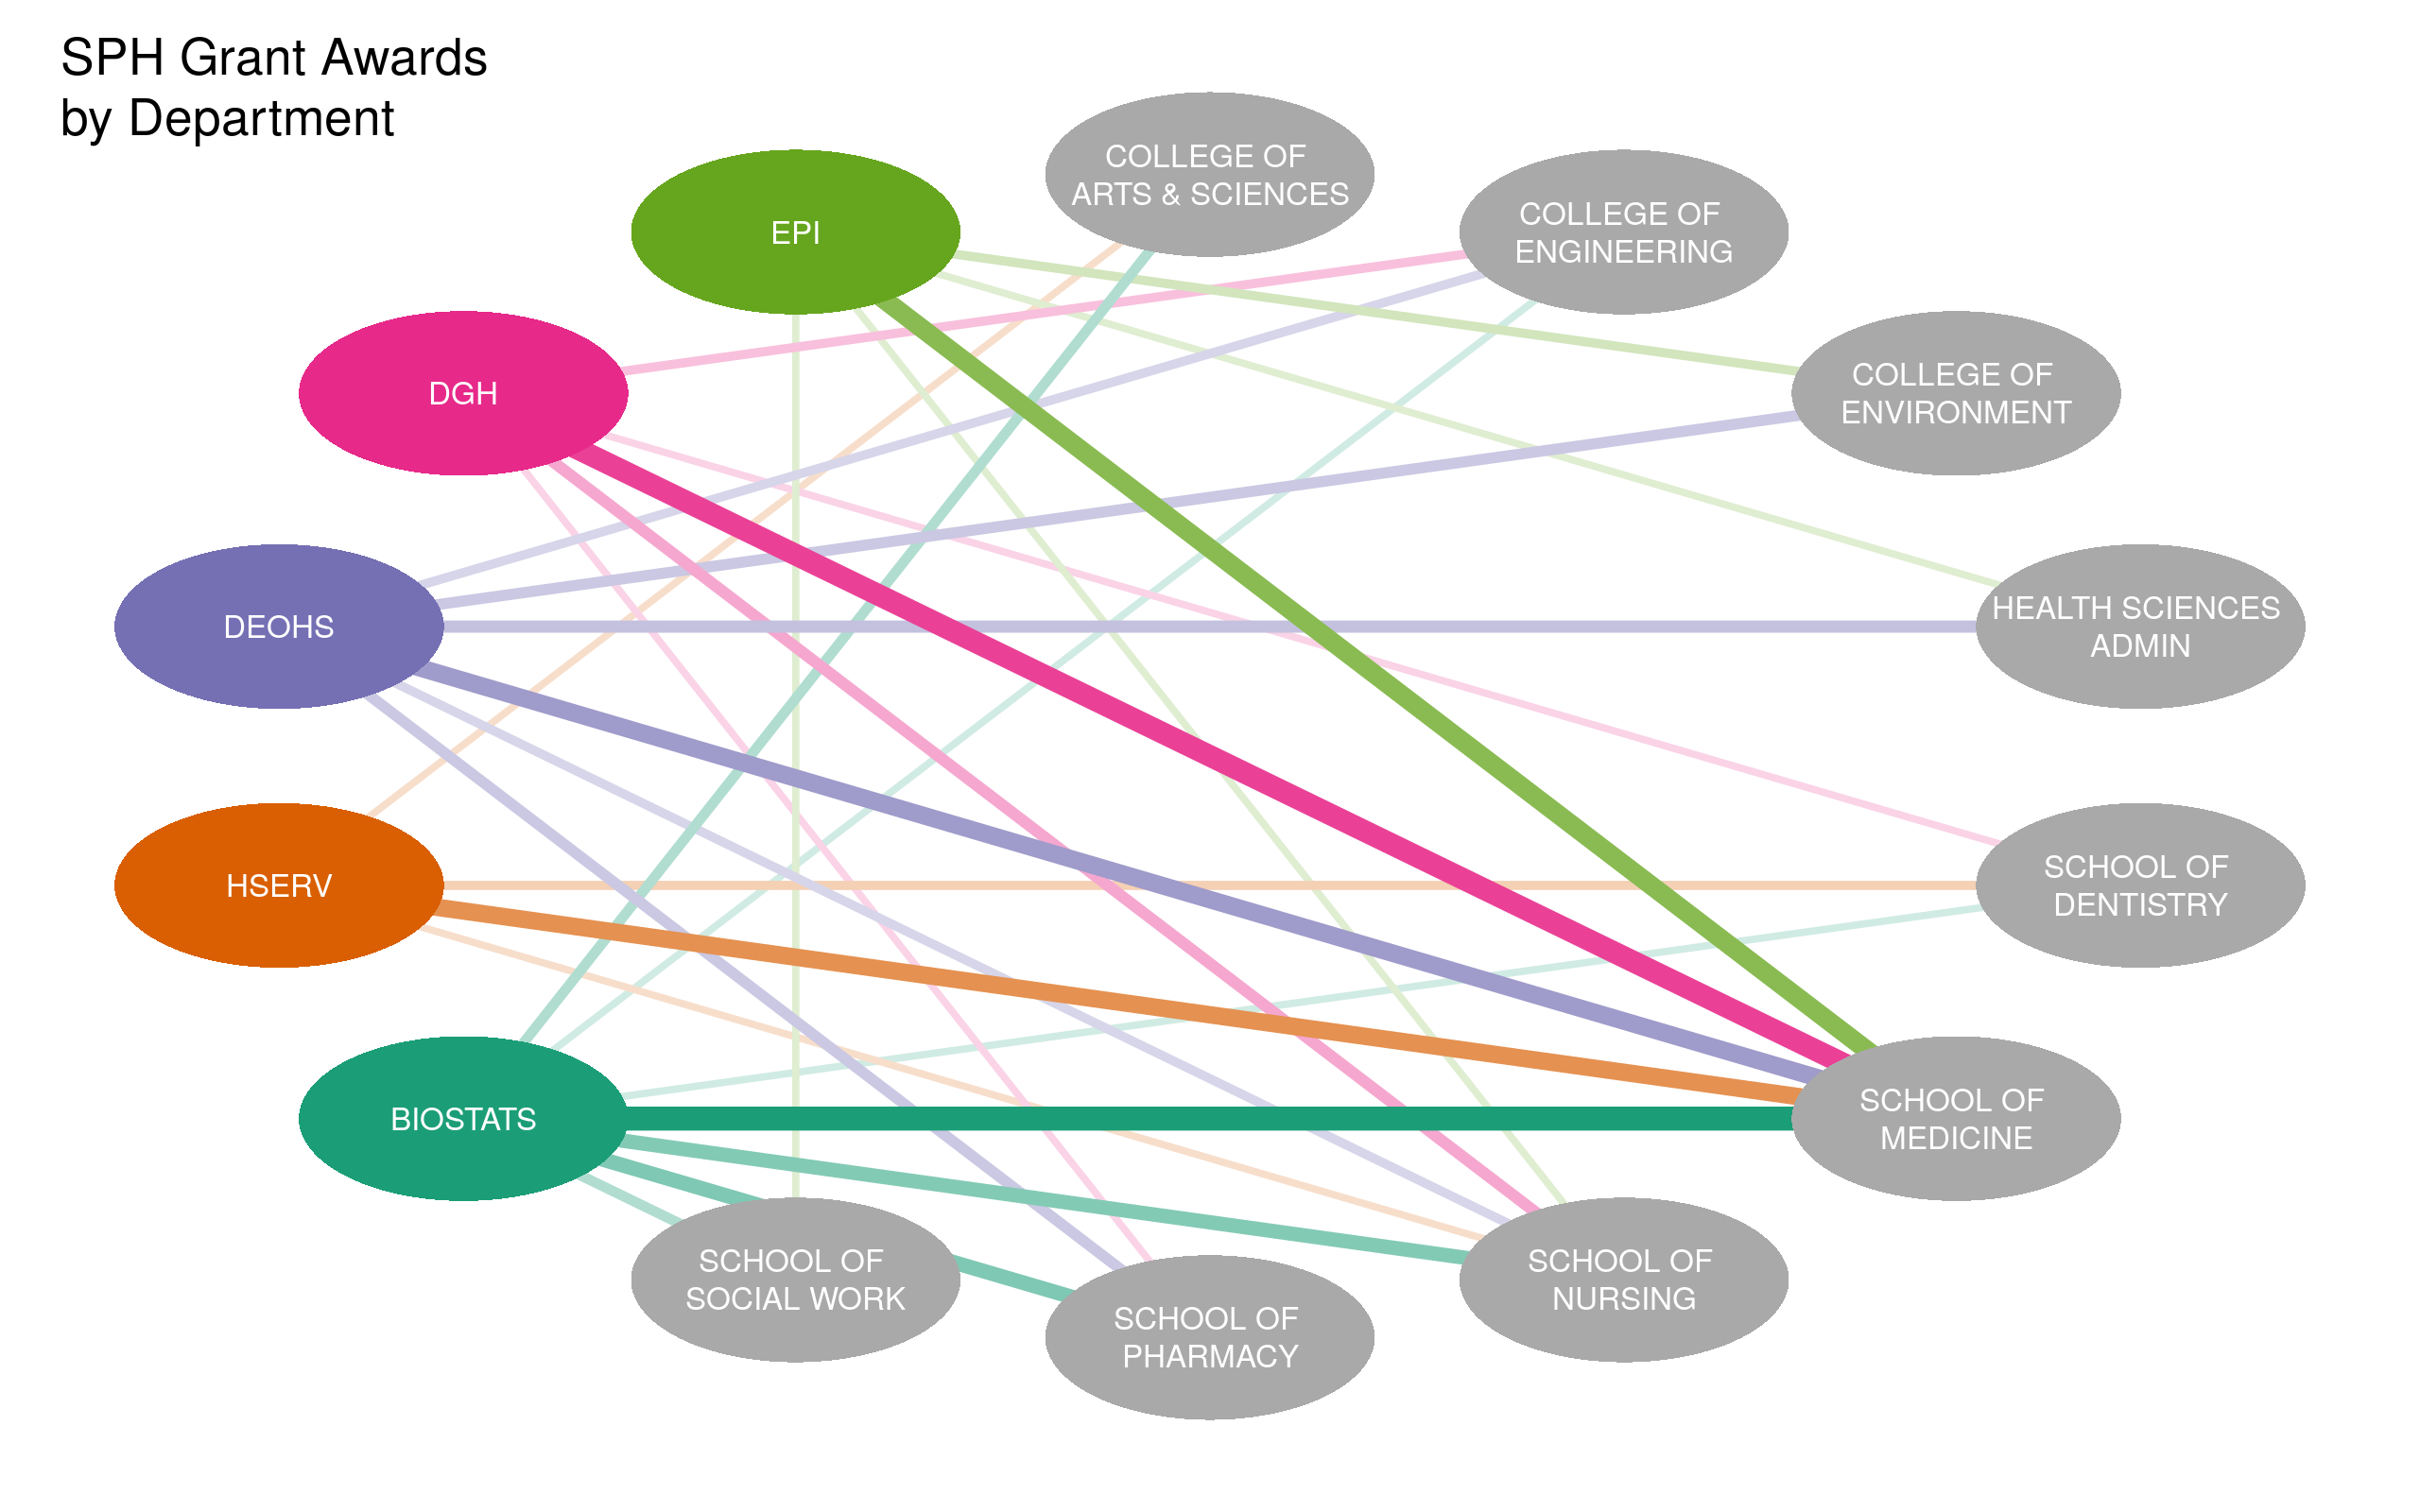 SPH Grant Awards
by Department
COLLEGE OF
ARTS & SCIENCES
EPI
COLLEGE OF
ENGINEERING
DGH
COLLEGE OF
ENVIRONMENT
DEOHS
HEALTH SCIENCES
ADMIN
HSERV
SCHOOL OF
DENTISTRY
BIOSTATS
SCHOOL OF
MEDICINE
SCHOOL OF
SOCIAL WORK
SCHOOL OF
NURSING
SCHOOL OF
PHARMACY